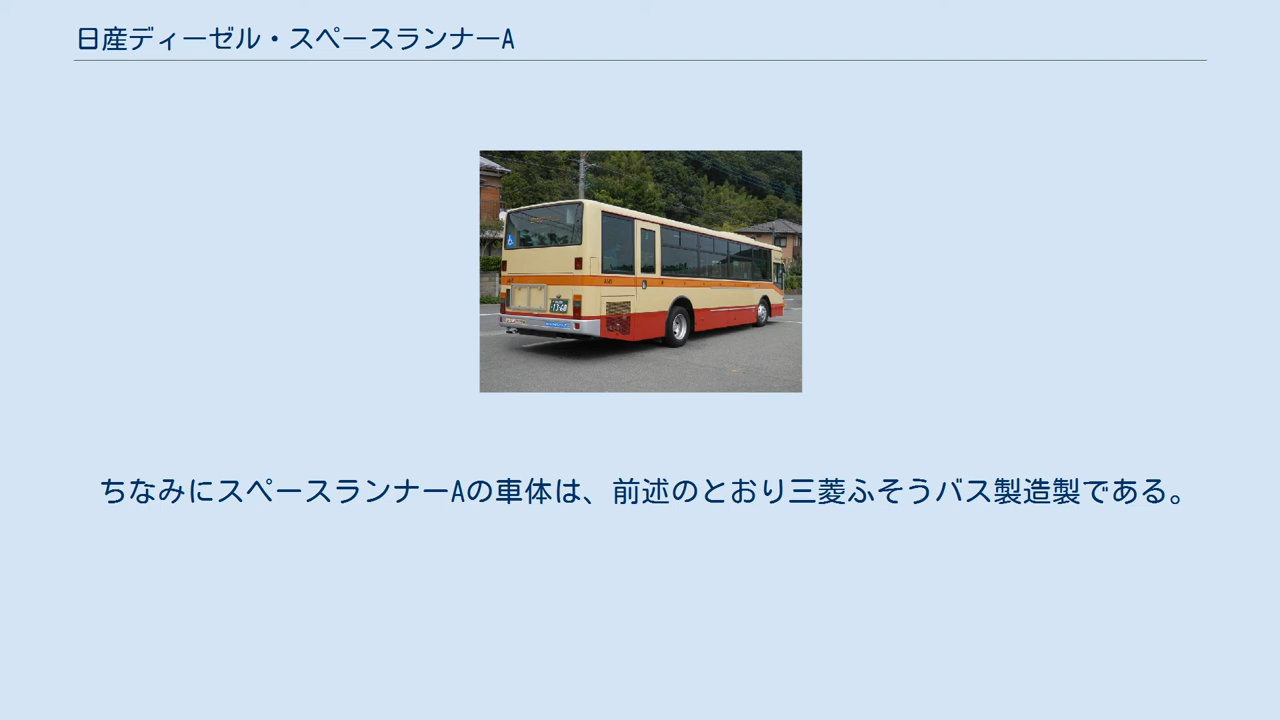 日産ディーゼル・スペースランナーA
ちなみにスペースランナーAの車体は、前述のとおり三菱ふそうバス製造製である。